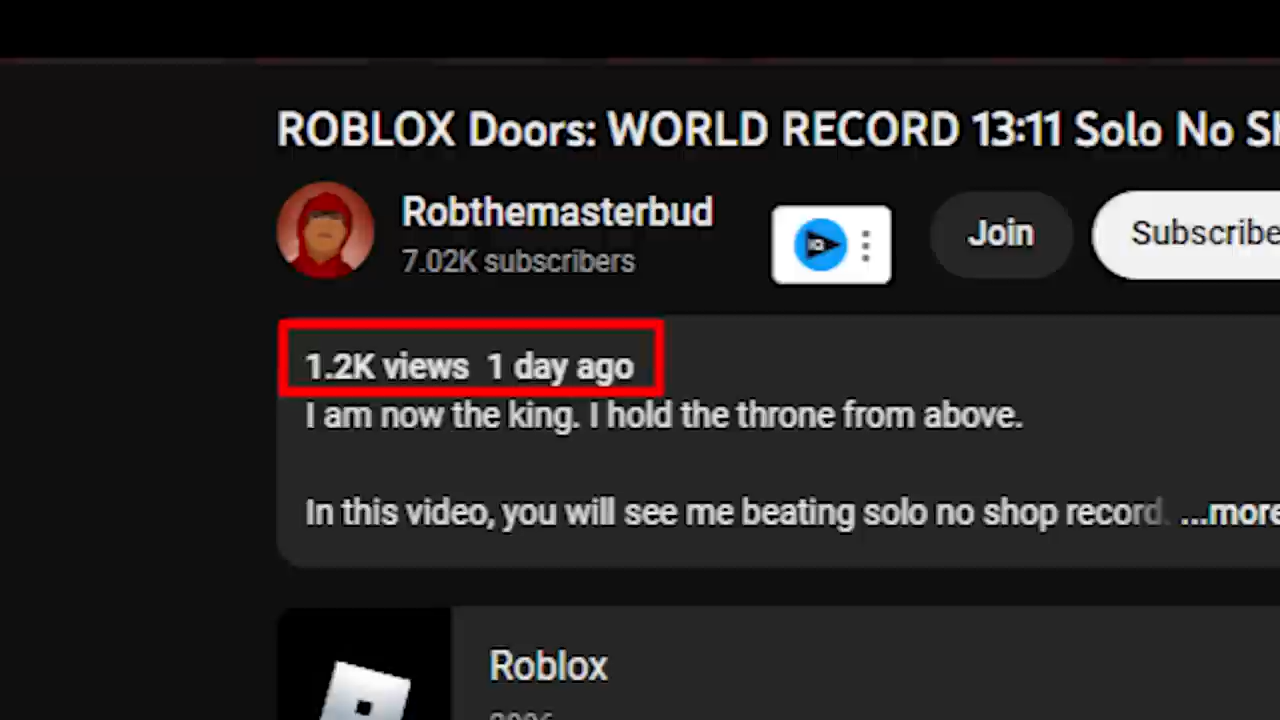 ROBLOX Doors: WORLD RECORD 13:11 Solo No
Robthemasterbud
7.02K subscribers
Join
Subscribe
1.2K views 1 day ago
I am now the king. I hold the throne from above.
In this video, you will see me beating solo no shop record. ...more
Roblox